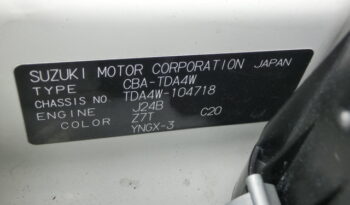 SUZUKI MOTOR CORPORATION JAPAN
TYPE CBA-TDA4W
CHASSIS NO TDA4W-104718
ENGINE J24B
COLOR Z7T C20
YNGX-3